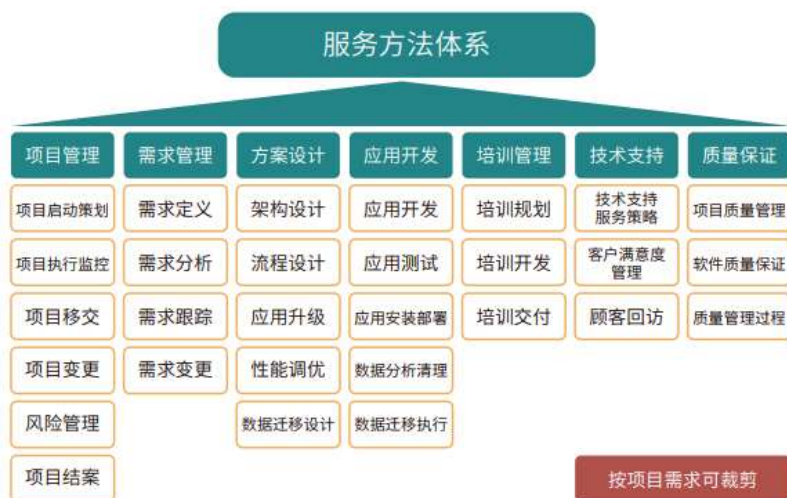 服务方法体系
项目管理
需求管理
方案设计
应用开发
培训管理
技术支持
质量保证
项目启动策划
需求定义
架构设计
应用开发
培训规划
技术支持
服务策略
项目质量管理
项目执行监控
需求分析
流程设计
应用测试
培训开发
客户满意度
管理
软件质量保证
项目移交
需求跟踪
应用升级
应用安装部署
培训交付
顾客回访
质量管理过程
项目变更
需求变更
性能调优
数据分析清理
风险管理
数据迁移设计
数据迁移执行
项目结案
按项目需求可裁剪